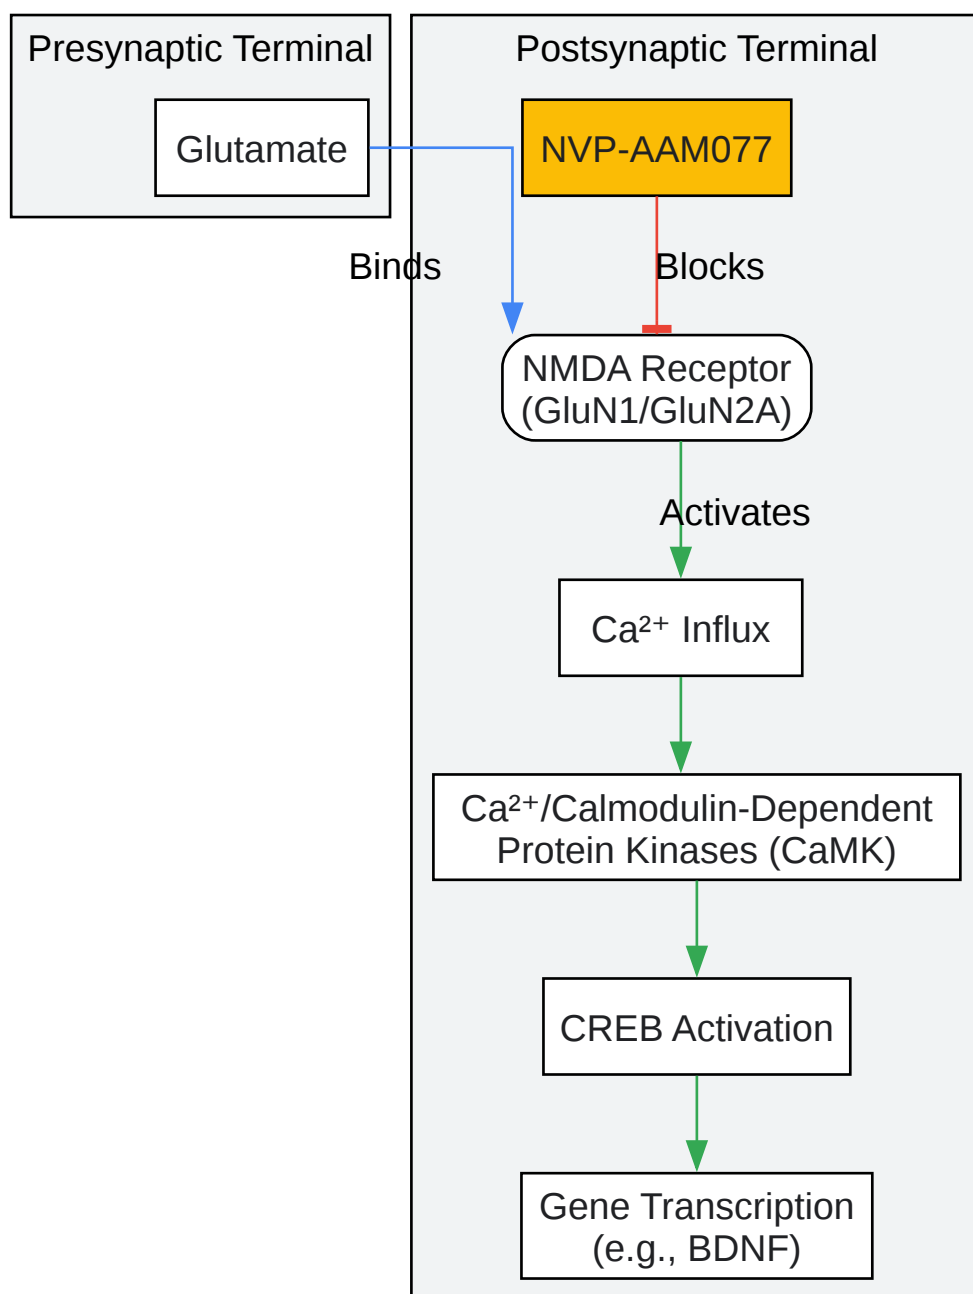 Presynaptic Terminal
Postsynaptic Terminal
Glutamate
NVP-AAM077
Binds
Blocks
NMDA Receptor
(GluN1/GluN2A)
Activates
Ca²⁺ Influx
Ca²⁺/Calmodulin-Dependent
Protein Kinases (CaMK)
CREB Activation
Gene Transcription
(e.g., BDNF)